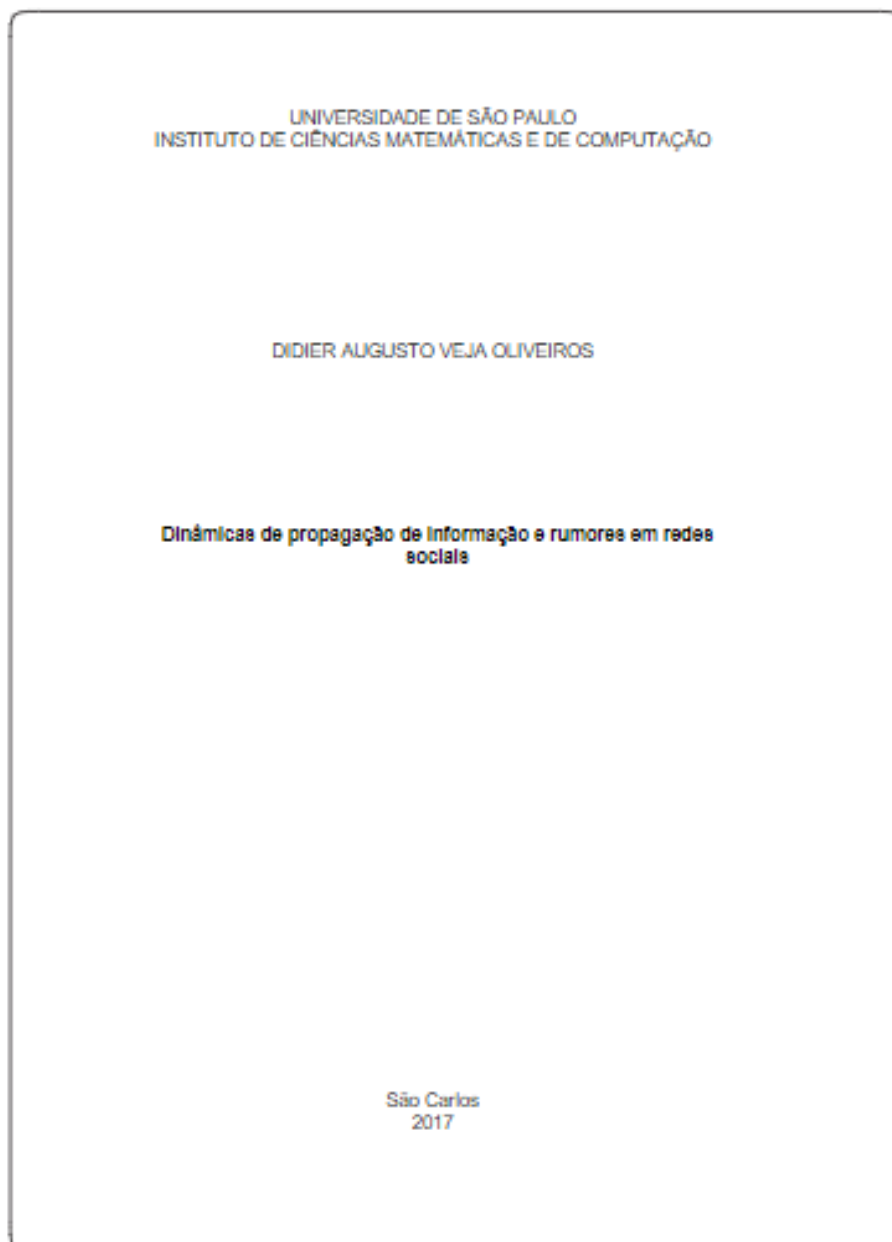 UNIVERSIDADE DE SÃO PAULO
INSTITUTO DE CIÊNCIAS MATEMÁTICAS E DE COMPUTAÇÃO
DIDIER AUGUSTO VEJA OLIVEIROS
Dinâmicas de propagação de informação e rumores em redes
sociais
São Carlos
2017